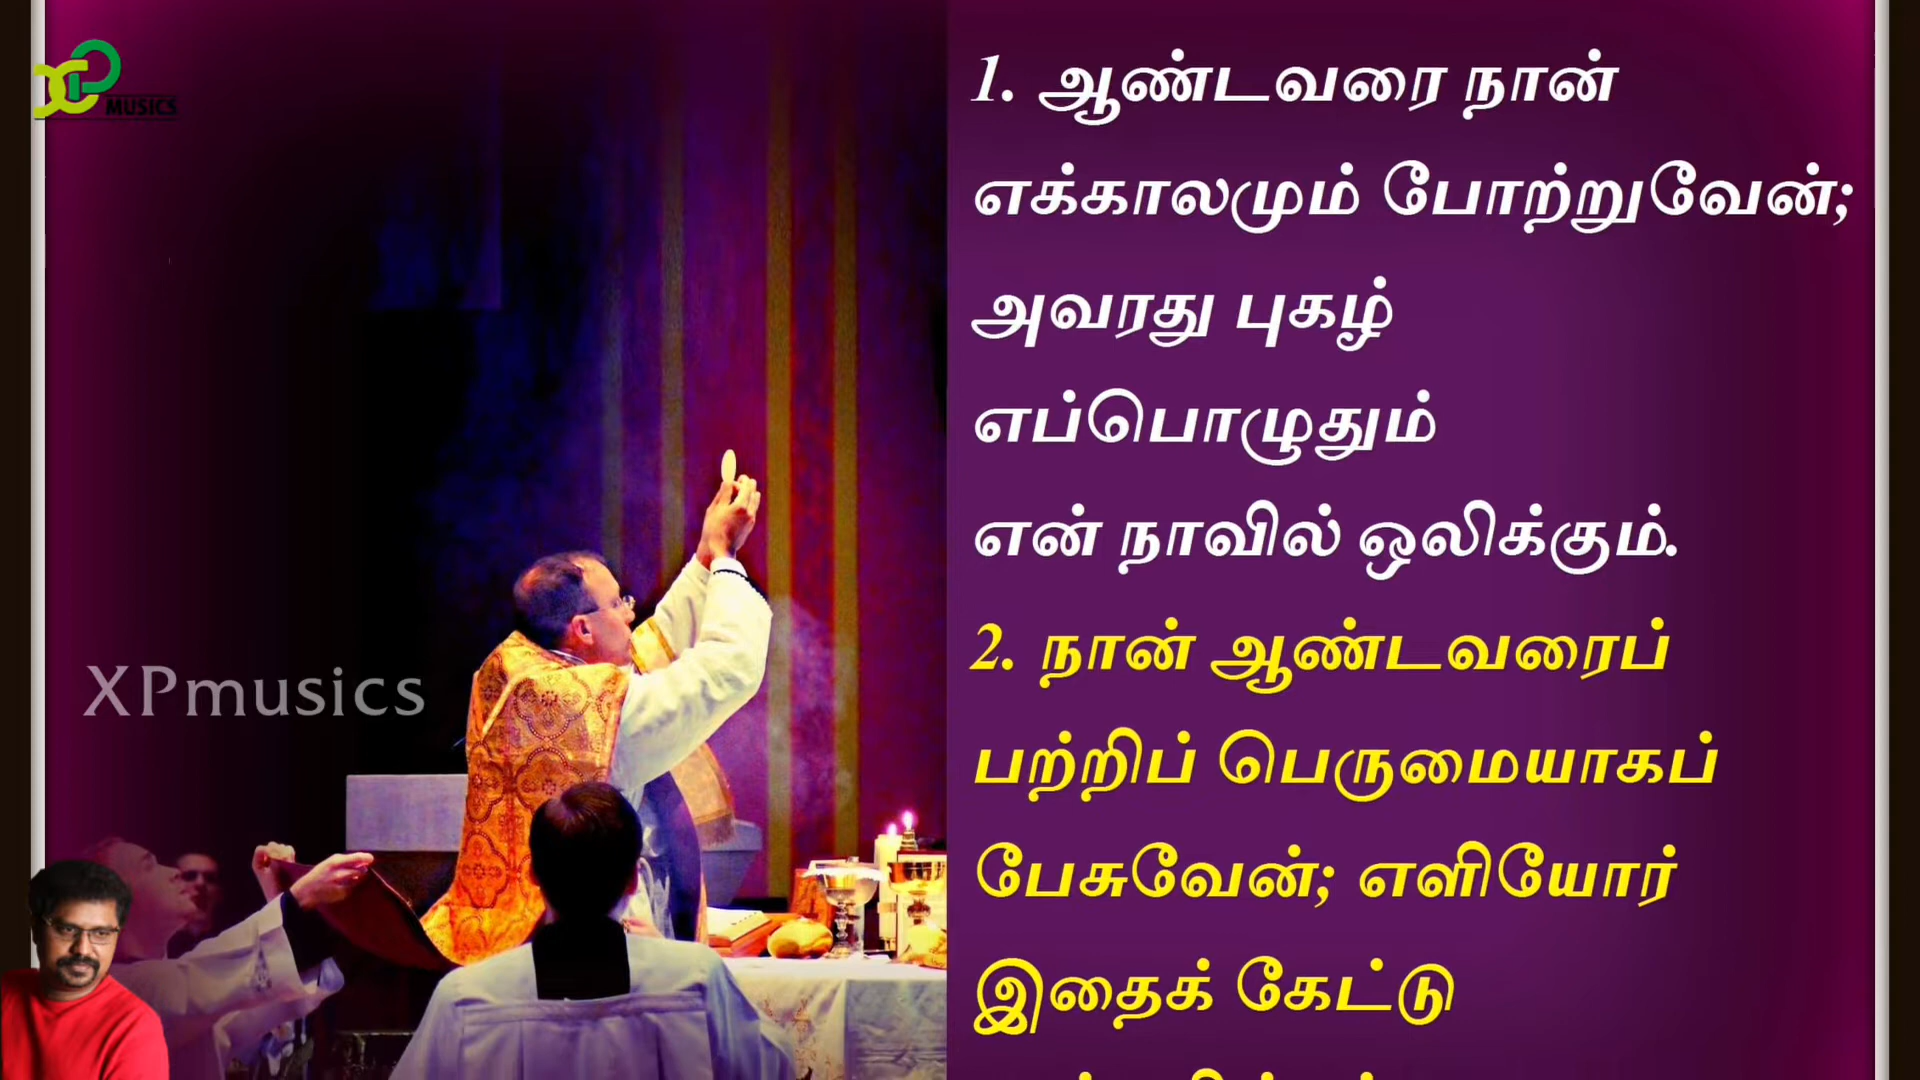 MUSICS
XPmusics
1. ஆண்டவரை நான்
எக்காலமும் போற்றுவேன்;
அவரது புகழ்
எப்பொழுதும்
என் நாவில் ஒலிக்கும்.
2. நான் ஆண்டவரைப்
பற்றிப் பெருமையாகப்
பேசுவேன்; எளியோர்
இதைக் கேட்டு